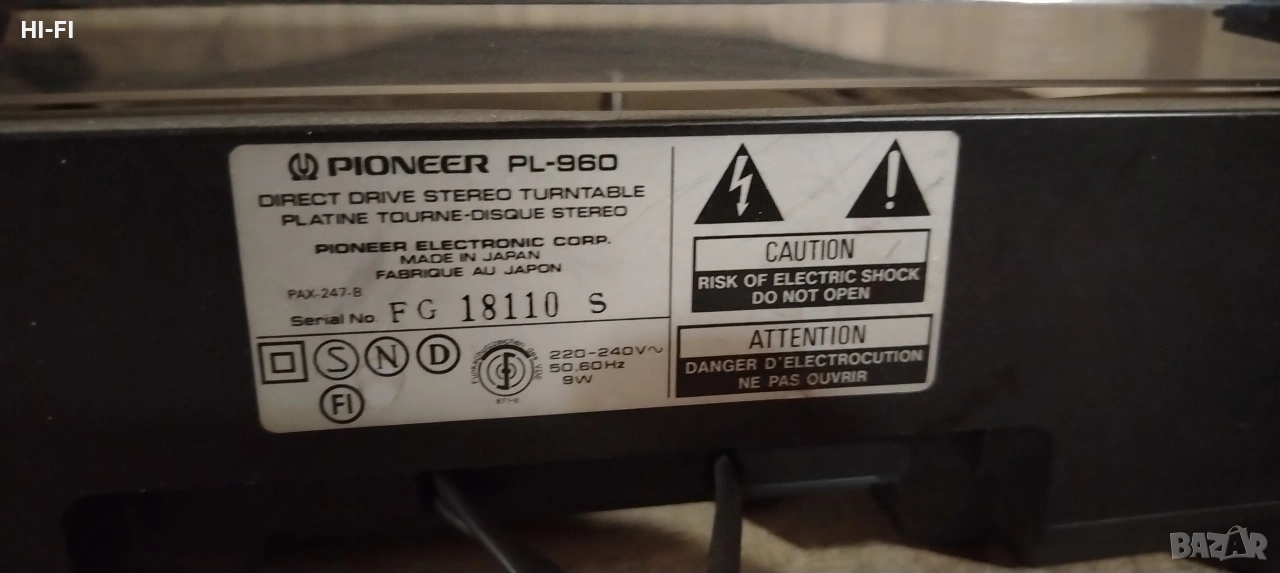 HI-FI
PIONEER PL-960
DIRECT DRIVE STEREO TURNTABLE
PLATINE TOURNE-DISQUE STEREO
PIONEER ELECTRONIC CORP.
MADE IN JAPAN
FABRIQUE AU JAPON
PAX-247-B
Serial No. FG 18110 S
S N D
FI
220-240V~
50,60Hz
9W
CAUTION
RISK OF ELECTRIC SHOCK
DO NOT OPEN
ATTENTION
DANGER D'ELECTROCUTION
NE PAS OUVRIR
BAZAR